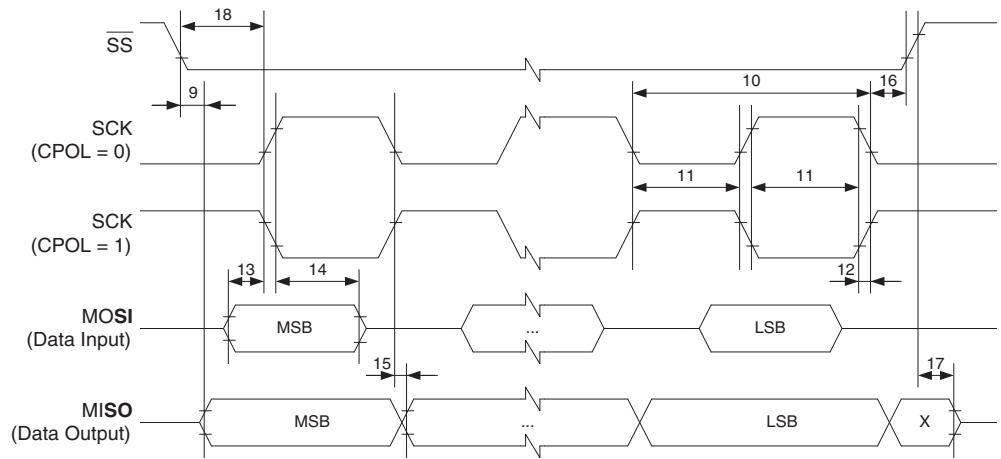 18
SS
10
16
9
SCK
(CPOL = 0)
11
11
SCK
(CPOL = 1)
13
14
12
MOSI
(Data Input)
MSB
...
LSB
15
17
MISO
(Data Output)
MSB
...
LSB
X